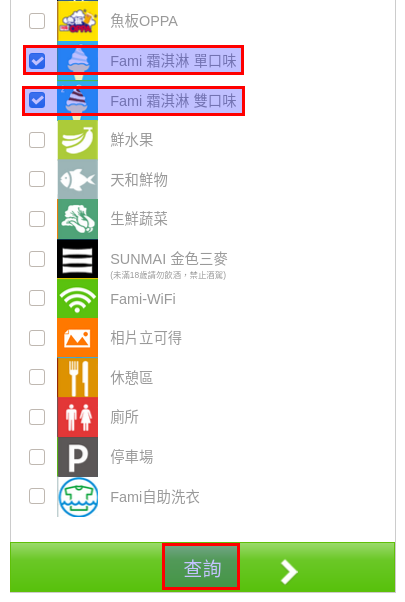 魚板OPPA
Fami 霜淇淋 單口味
Fami 霜淇淋 雙口味
鮮水果
天和鮮物
生鮮蔬菜
SUNMAI 金色三麥
(未滿18歲請勿飲酒，禁止酒駕)
Fami-WiFi
相片立可得
休憩區
廁所
P
停車場
Fami自助洗衣
查詢